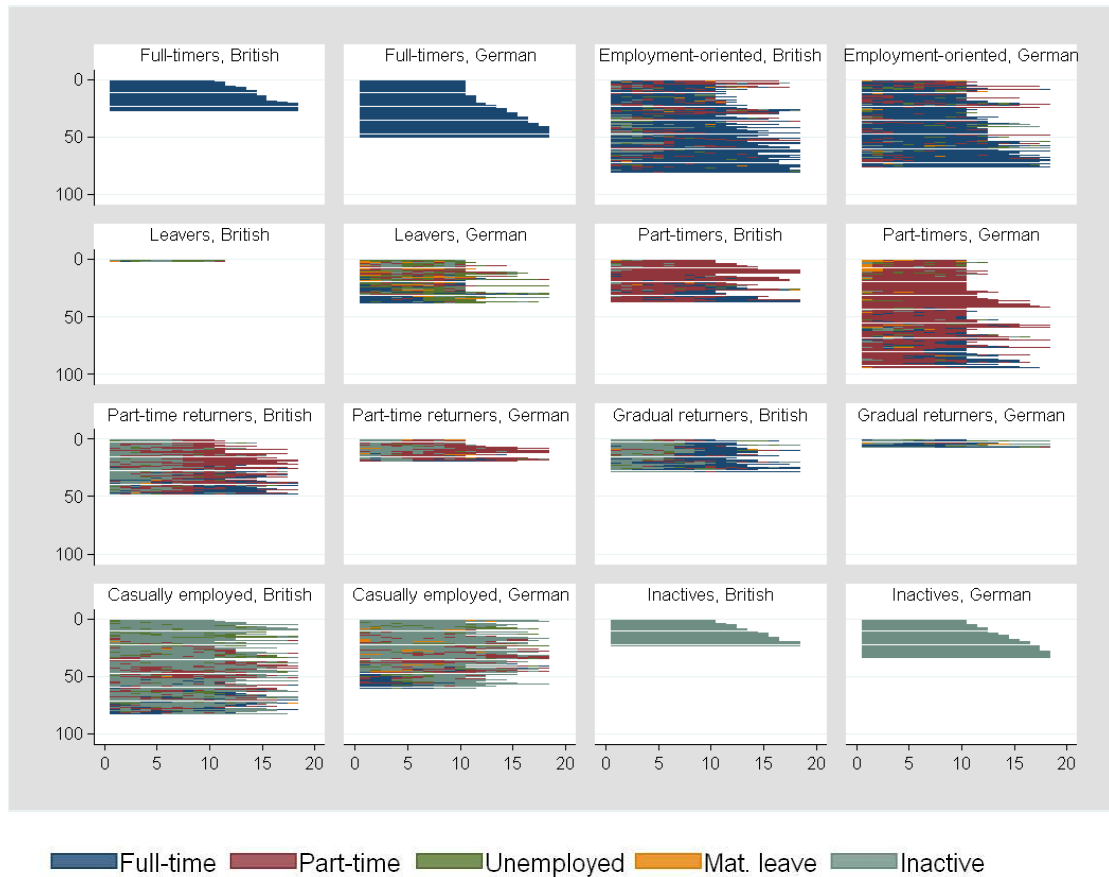 Full-timers, British
Full-timers, German
Employment-oriented, British
Employment-oriented, German
0
50
100
Leavers, British
Leavers, German
Part-timers, British
Part-timers, German
0
50
100
Part-time returners, British
Part-time returners, German
Gradual returners, British
Gradual returners, German
0
50
100
Casually employed, British
Casually employed, German
Inactives, British
Inactives, German
0
50
100
0 5 10 15 20 0 5 10 15 20 0 5 10 15 20 0 5 10 15 20
Full-time Part-time Unemployed Mat. leave Inactive